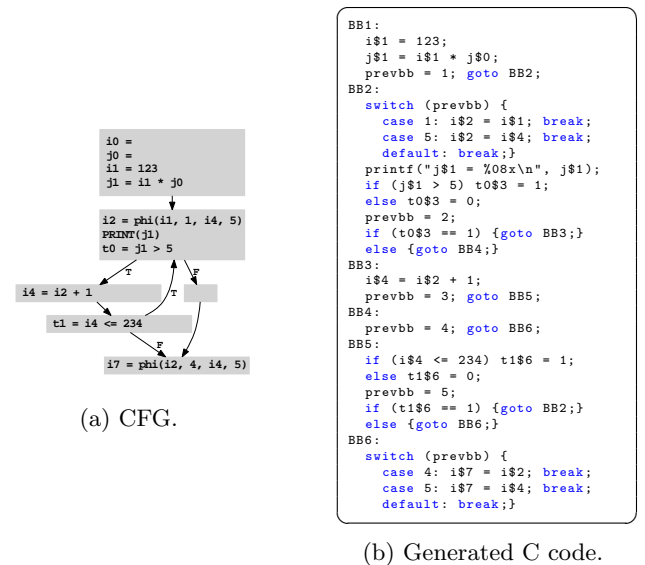 i0 =
j0 =
i1 = 123
j1 = i1 * j0
i2 = phi(i1, 1, i4, 5)
PRINT(j1)
t0 = j1 > 5
T
F
i4 = i2 + 1
T
t1 = i4 <= 234
F
i7 = phi(i2, 4, i4, 5)
(a) CFG.
BB1:
i$1 = 123;
j$1 = i$1 * j$0;
prevbb = 1; goto BB2;
BB2:
switch (prevbb) {
case 1: i$2 = i$1; break;
case 5: i$2 = i$4; break;
default: break;}
printf("j$1 = %08x\n", j$1);
if (j$1 > 5) t0$3 = 1;
else t0$3 = 0;
prevbb = 2;
if (t0$3 == 1) {goto BB3;}
else {goto BB4;}
BB3:
i$4 = i$2 + 1;
prevbb = 3; goto BB5;
BB4:
prevbb = 4; goto BB6;
BB5:
if (i$4 <= 234) t1$6 = 1;
else t1$6 = 0;
prevbb = 5;
if (t1$6 == 1) {goto BB2;}
else {goto BB6;}
BB6:
switch (prevbb) {
case 4: i$7 = i$2; break;
case 5: i$7 = i$4; break;
default: break;}
(b) Generated C code.